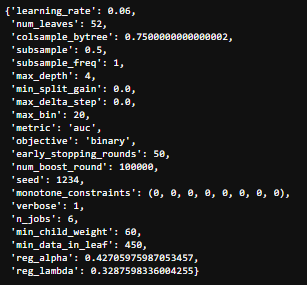 {'learning_rate': 0.06,
'num_leaves': 52,
'colsample_bytree': 0.7500000000000002,
'subsample': 0.5,
'subsample_freq': 1,
'max_depth': 4,
'min_split_gain': 0.0,
'max_delta_step': 0.0,
'max_bin': 20,
'metric': 'auc',
'objective': 'binary',
'early_stopping_rounds': 50,
'num_boost_round': 100000,
'seed': 1234,
'monotone_constraints': (0, 0, 0, 0, 0, 0, 0, 0),
'verbose': 1,
'n_jobs': 6,
'min_child_weight': 60,
'min_data_in_leaf': 450,
'reg_alpha': 0.42705975987053457,
'reg_lambda': 0.3287598336004255}